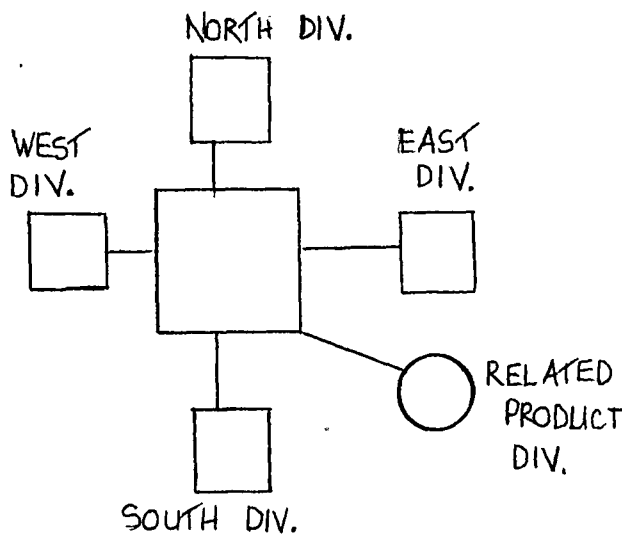 NORTH DIV.
WEST
DIV.
EAST
DIV.
RELATED
PRODUCT
DIV.
SOUTH DIV.